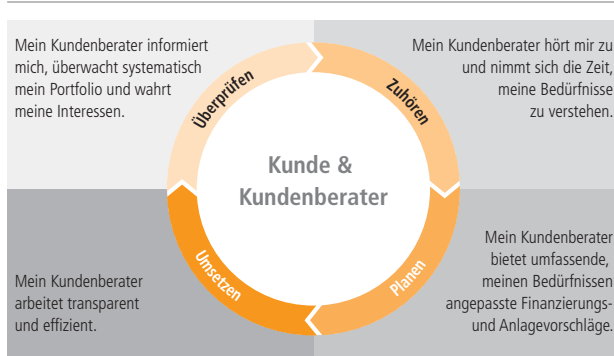 Mein Kundenberater informiert
mich, überwacht systematisch
mein Portfolio und wahrt
meine Interessen.
Mein Kundenberater hört mir zu
und nimmt sich die Zeit,
meine Bedürfnisse
zu verstehen.
Überprüfen
Zuhören
Kunde &
Kundenberater
Umsetzen
Planen
Mein Kundenberater
arbeitet transparent
und effizient.
Mein Kundenberater
bietet umfassende,
meinen Bedürfnissen
angepasste Finanzierungs-
und Anlagevorschläge.